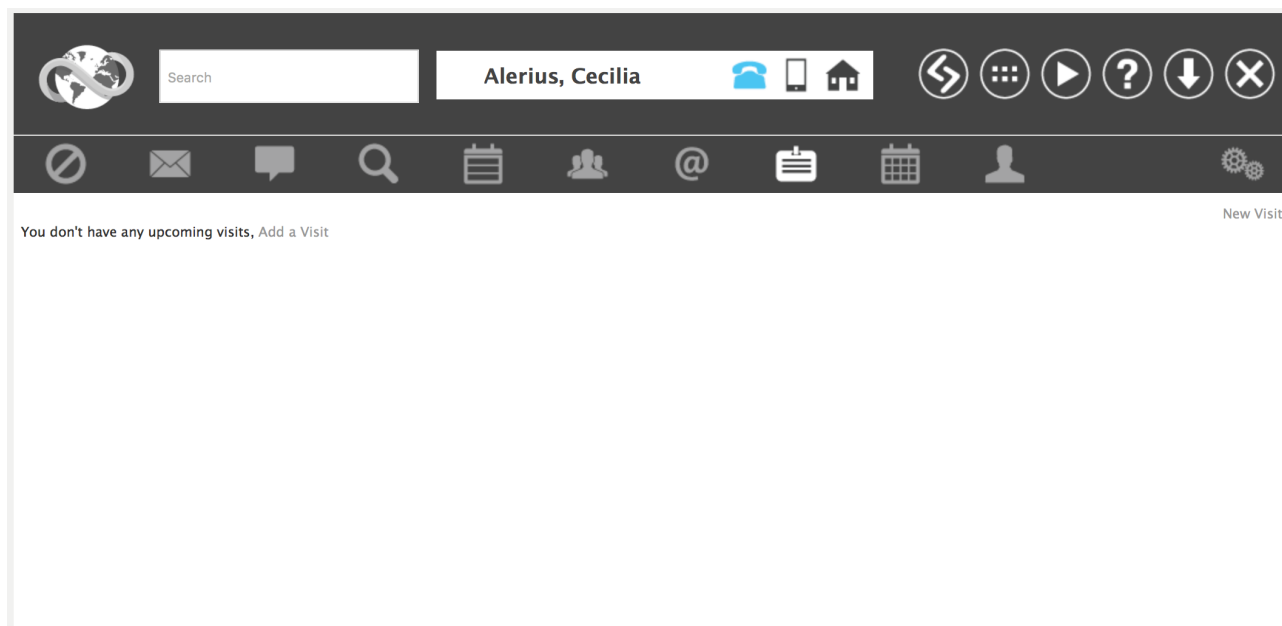 Search
Alerius, Cecilia
New Visit
You don't have any upcoming visits, Add a Visit